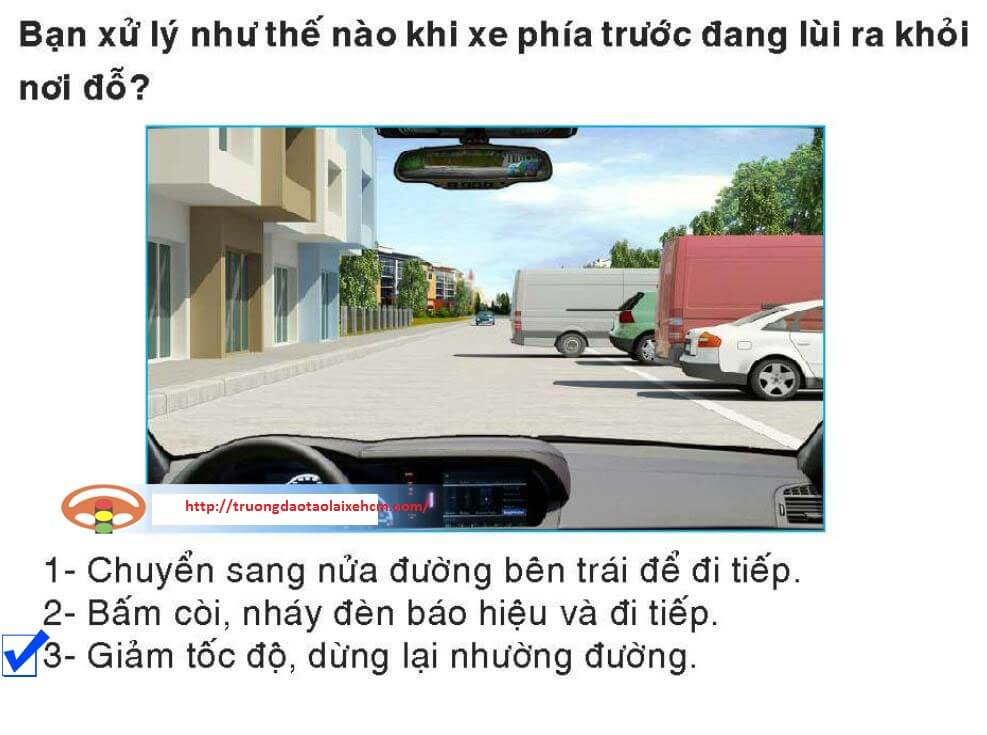 Bạn xử lý như thế nào khi xe phía trước đang lùi ra khỏi
nơi đỗ?
http://truongdaotaolaixehcm.com/
1- Chuyển sang nửa đường bên trái để đi tiếp.
2- Bấm còi, nháy đèn báo hiệu và đi tiếp.
3- Giảm tốc độ, dừng lại nhường đường.